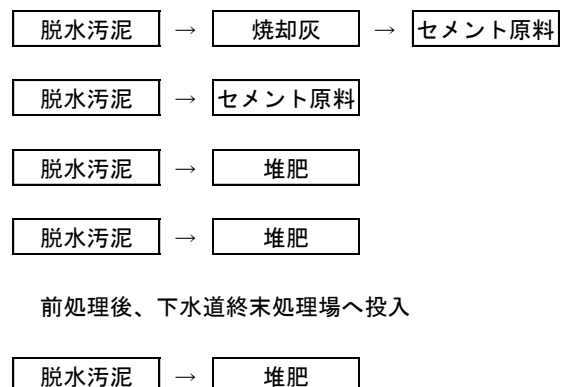 脱水汚泥 → 焼却灰 → セメント原料
脱水汚泥 → セメント原料
脱水汚泥 → 堆肥
脱水汚泥 → 堆肥
前処理後、下水道終末処理場へ投入
脱水汚泥 → 堆肥